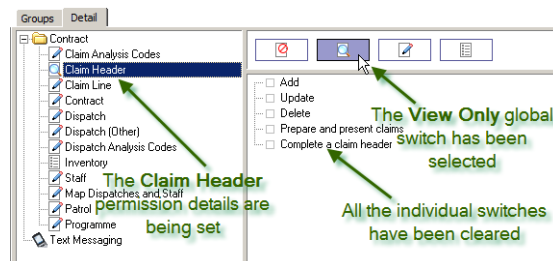 Groups Detail
Contract
Claim Analysis Codes
Claim Header
Claim Line
Contract
Dispatch
Dispatch (Other)
Dispatch Analysis Codes
Inventory
Staff
Map Dispatches and Staff
Patrol
Programme
Text Messaging
The Claim Header
permission details are
being set
Add
Update
Delete
Prepare and present claims
Complete a claim header
The View Only global
switch has been
selected
All the individual switches
have been cleared